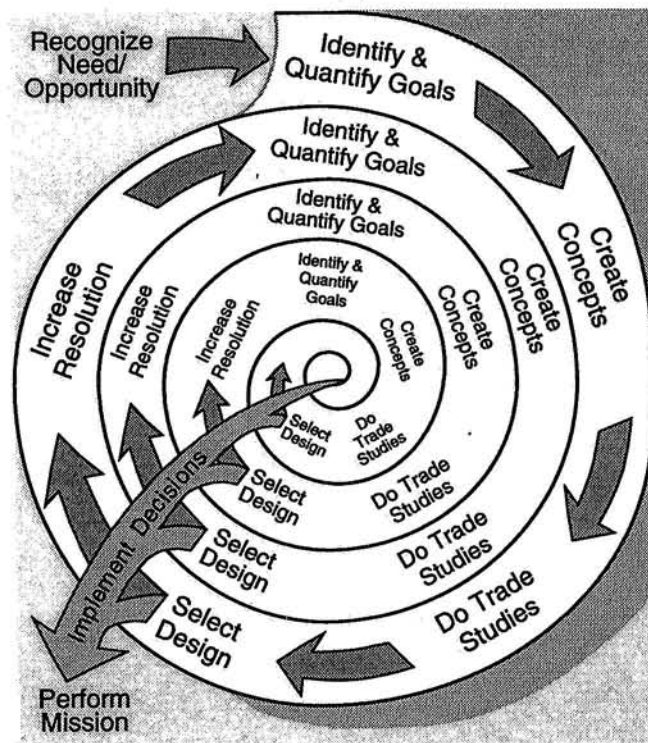 Recognize
Need/
Opportunity
Identify &
Quantify Goals
Create
Concepts
Do Trade
Studies
Select
Design
Increase
Resolution
Identify &
Quantify Goals
Create
Concepts
Do Trade
Studies
Select
Design
Increase
Resolution
Identify &
Quantify Goals
Create
Concepts
Do Trade
Studies
Select
Design
Increase
Resolution
Identify &
Quantify
Goals
Create
Concepts
Do
Trade
Studies
Select
Design
Implement Decisions
Perform
Mission